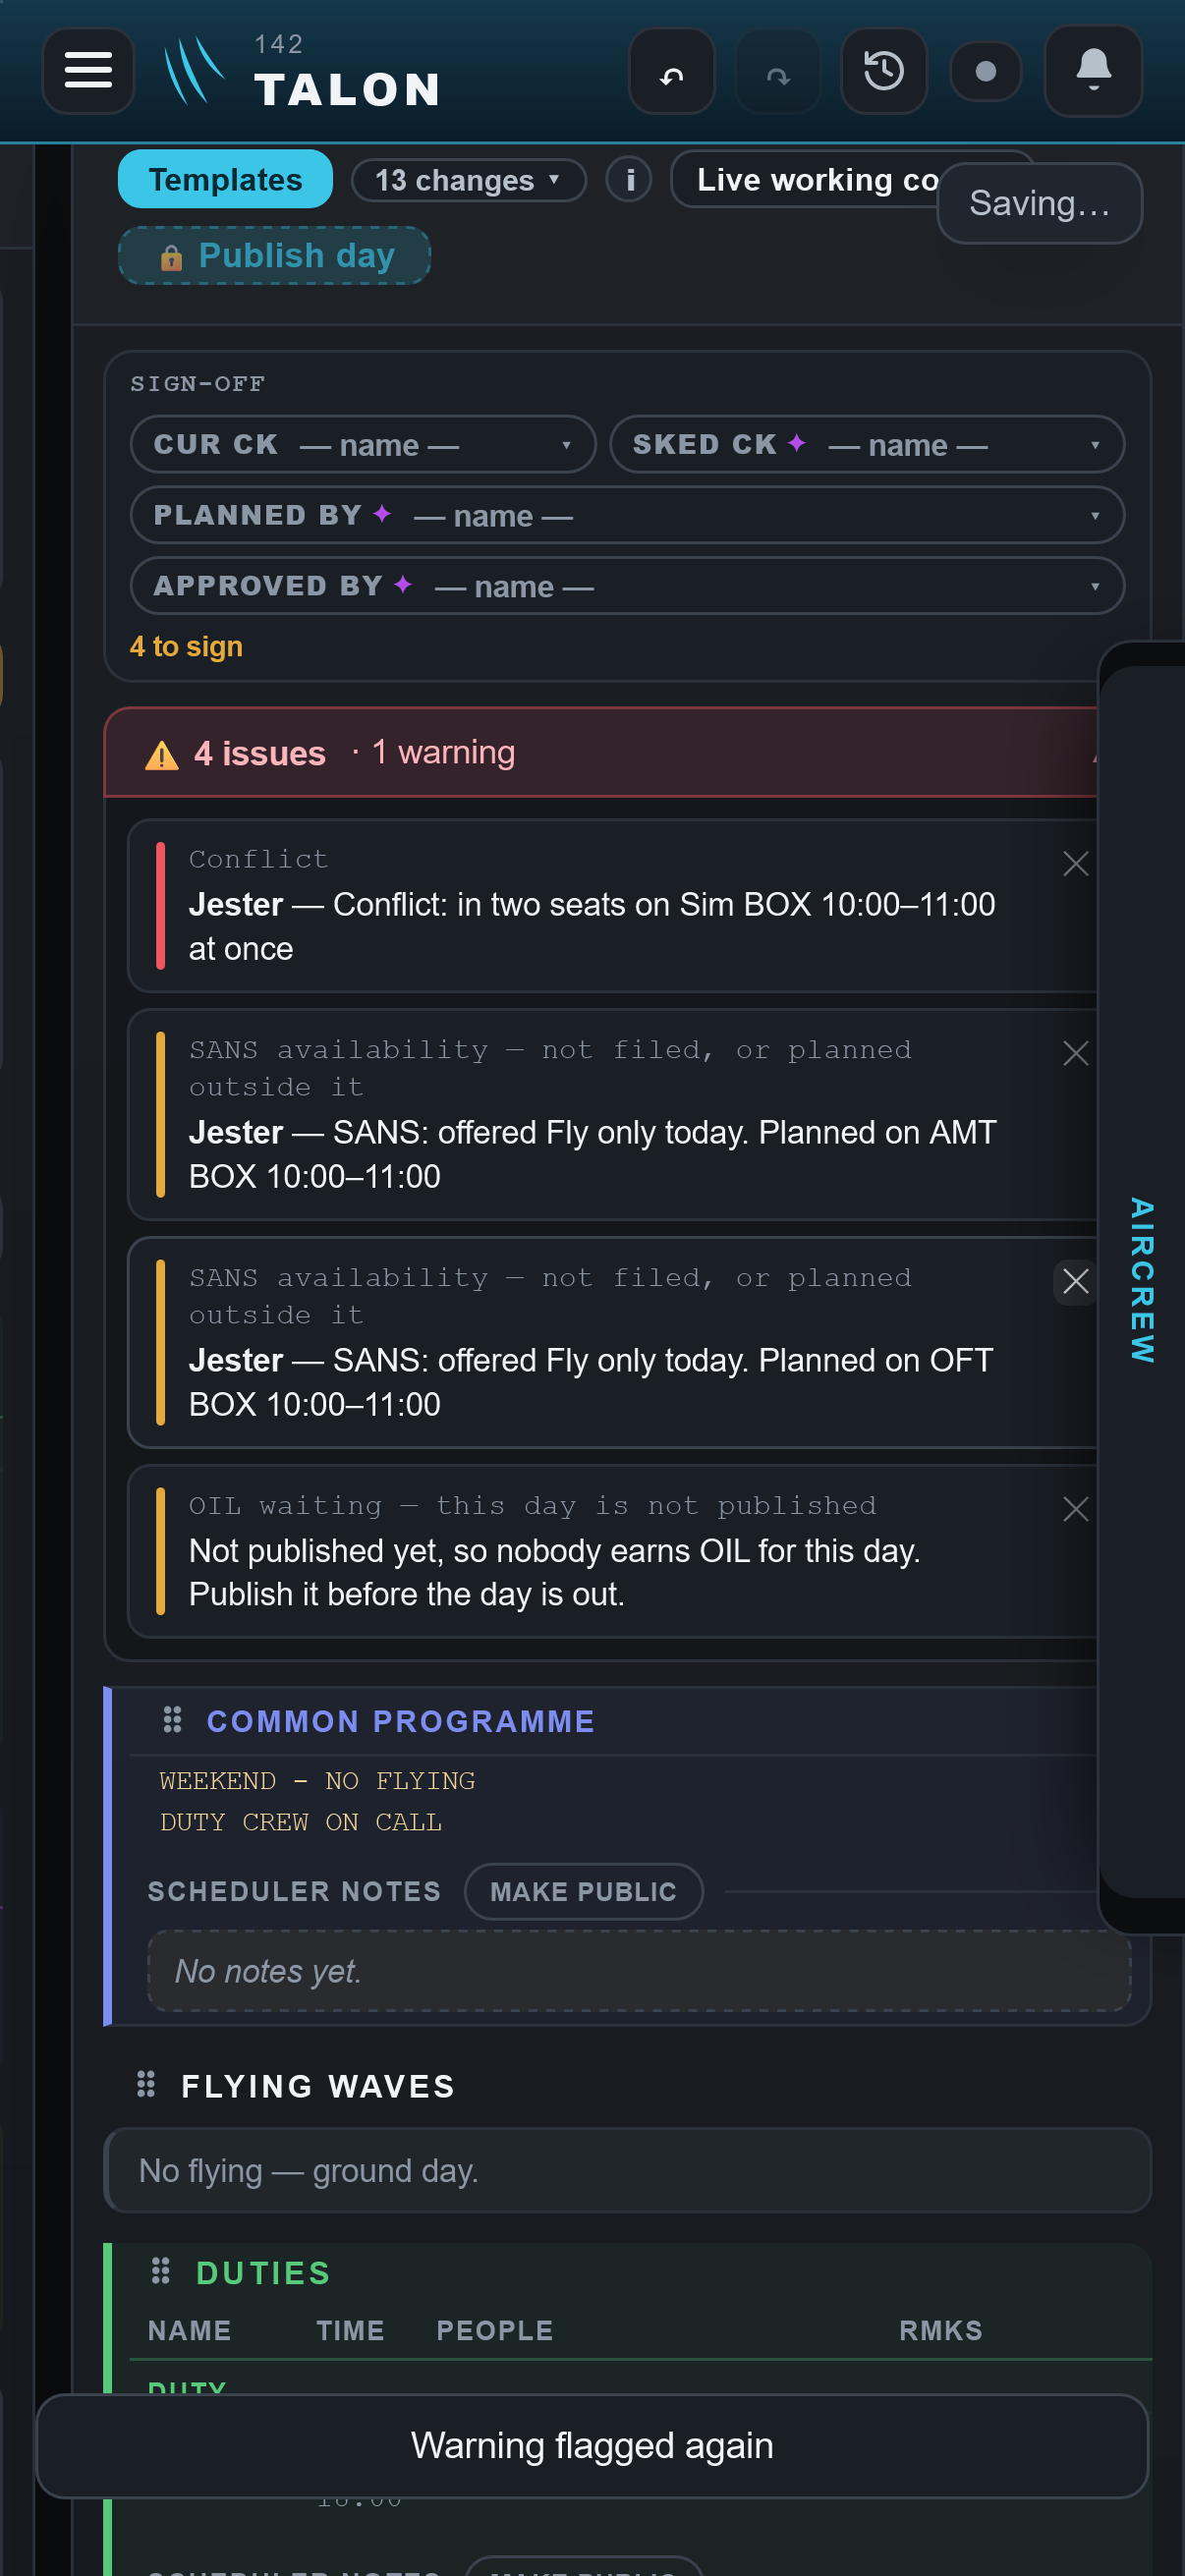 142
TALON
Templates
13 changes
i
Live working co
Saving...
Publish day
SIGN-OFF
CUR CK — name —
SKED CK — name —
PLANNED BY — name —
APPROVED BY — name —
4 to sign
4 issues · 1 warning
Conflict
Jester — Conflict: in two seats on Sim BOX 10:00–11:00
at once
SANS availability — not filed, or planned
outside it
Jester — SANS: offered Fly only today. Planned on AMT
BOX 10:00–11:00
SANS availability — not filed, or planned
outside it
Jester — SANS: offered Fly only today. Planned on OFT
BOX 10:00–11:00
OIL waiting — this day is not published
Not published yet, so nobody earns OIL for this day.
Publish it before the day is out.
AIRCREW
COMMON PROGRAMME
WEEKEND - NO FLYING
DUTY CREW ON CALL
SCHEDULER NOTES MAKE PUBLIC
No notes yet.
FLYING WAVES
No flying — ground day.
DUTIES
NAME TIME PEOPLE RMKS
DUTY
Warning flagged again
SCHEDULER NOTES MAKE PUBLIC